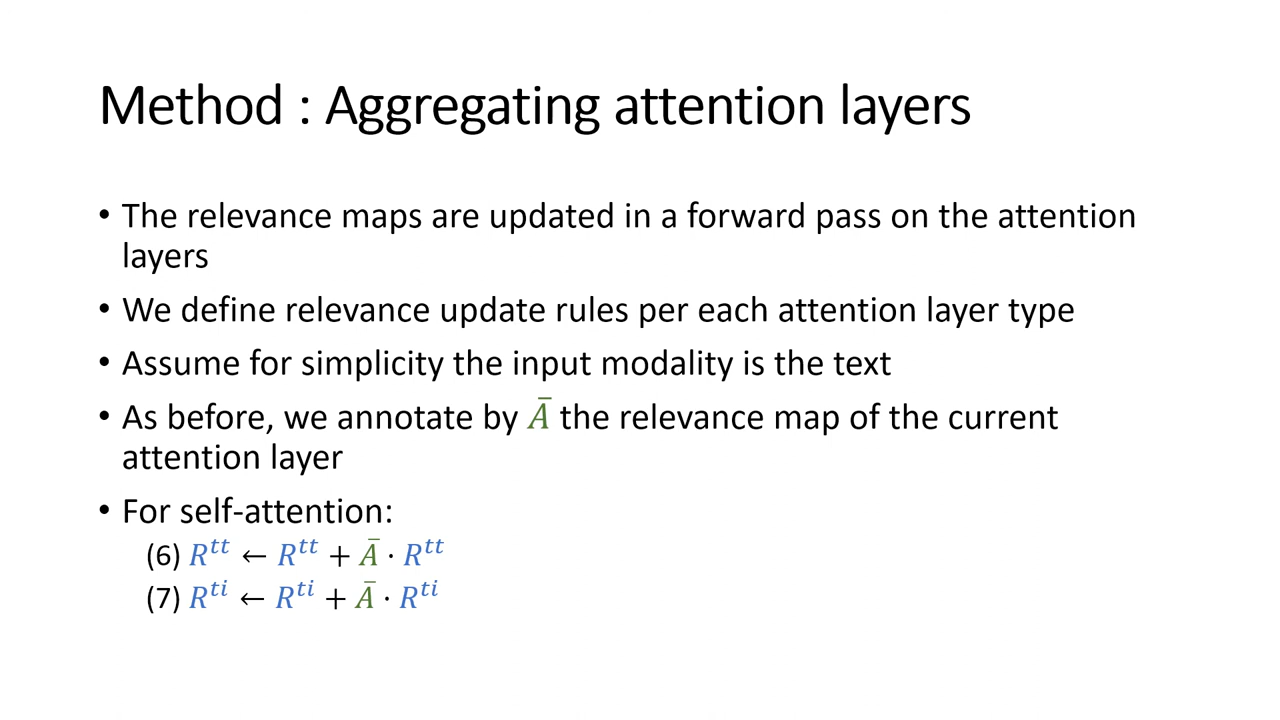 Method : Aggregating attention layers
• The relevance maps are updated in a forward pass on the attention
layers
• We define relevance update rules per each attention layer type
• Assume for simplicity the input modality is the text
• As before, we annotate by Ā the relevance map of the current
attention layer
• For self-attention:
(6) R^{tt} ← R^{tt} + Ā · R^{tt}
(7) R^{ti} ← R^{ti} + Ā · R^{ti}